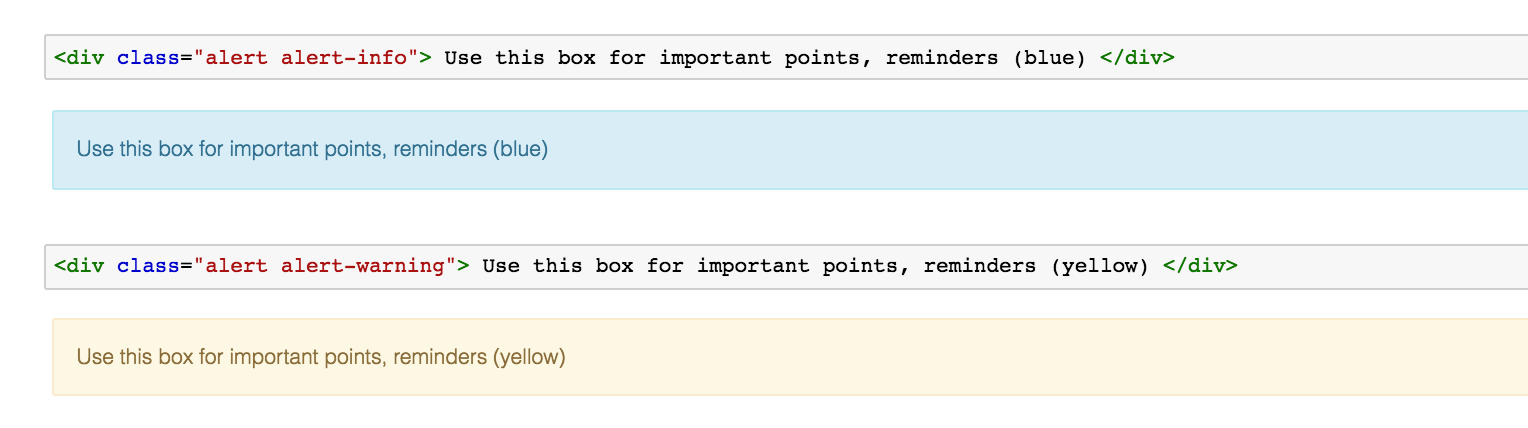 <div class="alert alert-info"> Use this box for important points, reminders (blue) </div>
Use this box for important points, reminders (blue)
<div class="alert alert-warning"> Use this box for important points, reminders (yellow) </div>
Use this box for important points, reminders (yellow)